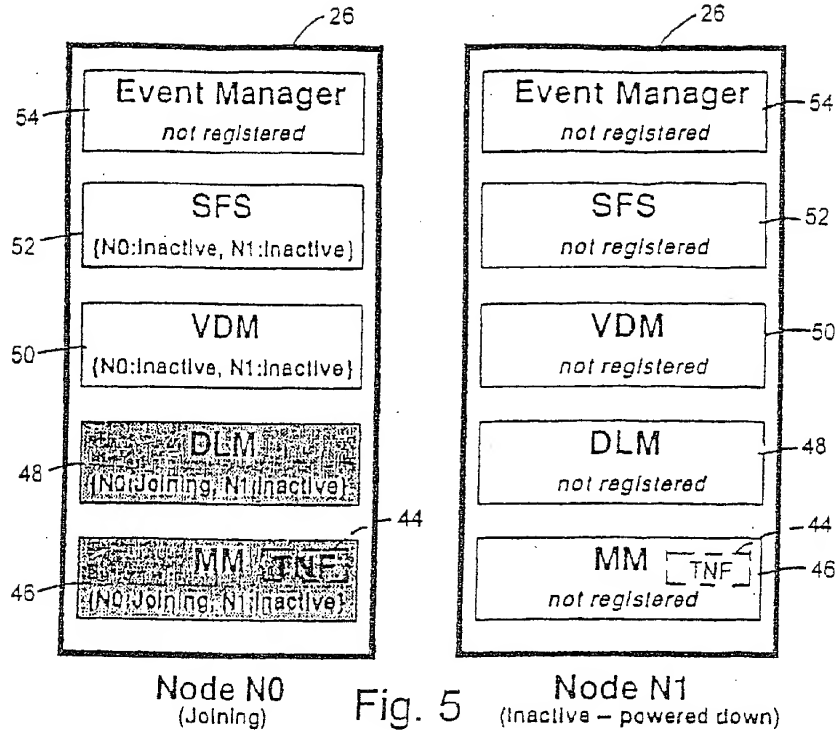 26
54
Event Manager
not registered
52
SFS
{N0:Inactive, N1:Inactive}
50
VDM
{N0:Inactive, N1:Inactive}
48
DLM
{N0:Joining, N1:Inactive}
44
46
MM
TNF
{N0:Joining, N1:Inactive}
Node N0
(Joining)
26
Event Manager
not registered
54
SFS
not registered
52
VDM
not registered
50
DLM
not registered
48
44
MM
TNF
not registered
46
Node N1
(Inactive – powered down)
Fig. 5